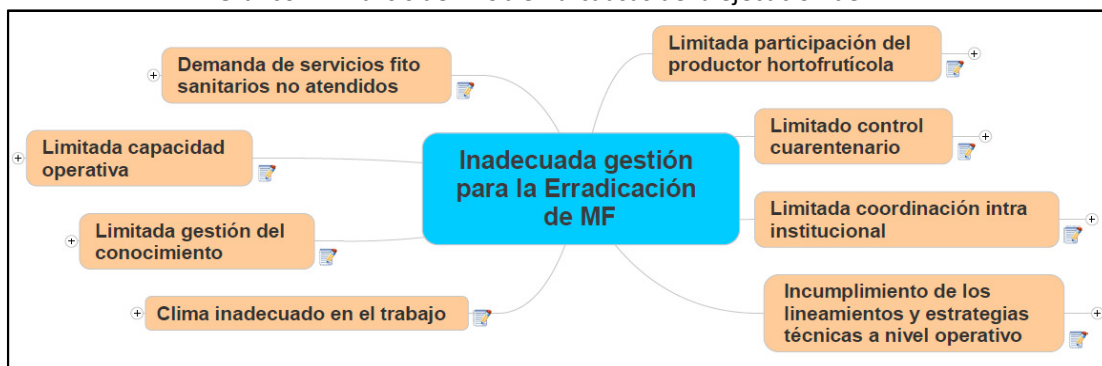 Demanda de servicios fito
sanitarios no atendidos
Limitada capacidad
operativa
Limitada gestión del
conocimiento
Clima inadecuado en el trabajo
Inadecuada gestión
para la Erradicación
de MF
Limitada participación del
productor hortofrutícola
Limitado control
cuarentenario
Limitada coordinación intra
institucional
Incumplimiento de los
lineamientos y estrategias
técnicas a nivel operativo